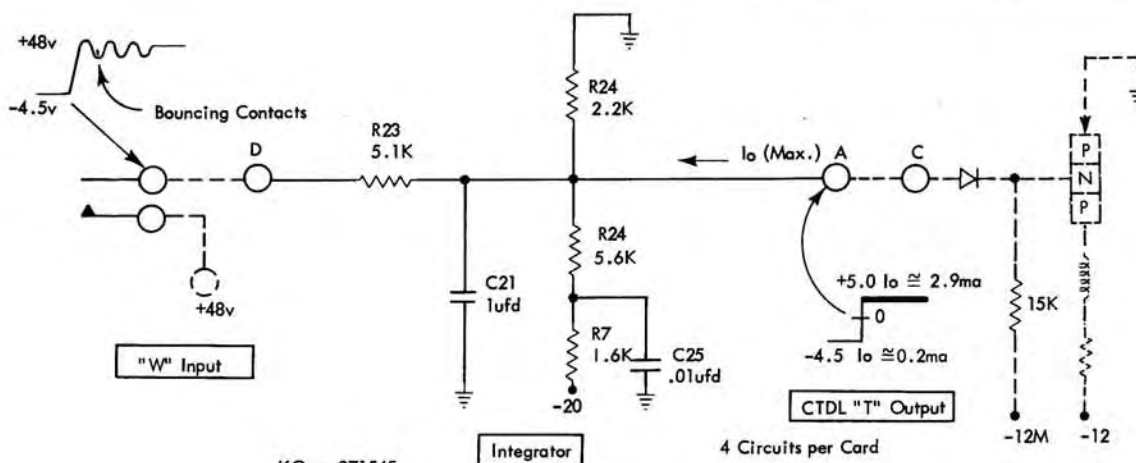 +48v
-4.5v
Bouncing Contacts
D
R23
5.1K
R24
2.2K
Io (Max.)
A
C
P
N
P
+48v
"W" Input
C21
1ufd
R24
5.6K
R7
1.6K
C25
.01ufd
-20
Integrator
+5.0 Io ≅ 2.9ma
0
-4.5 Io ≅0.2ma
CTDL "T" Output
4 Circuits per Card
15K
-12M
-12